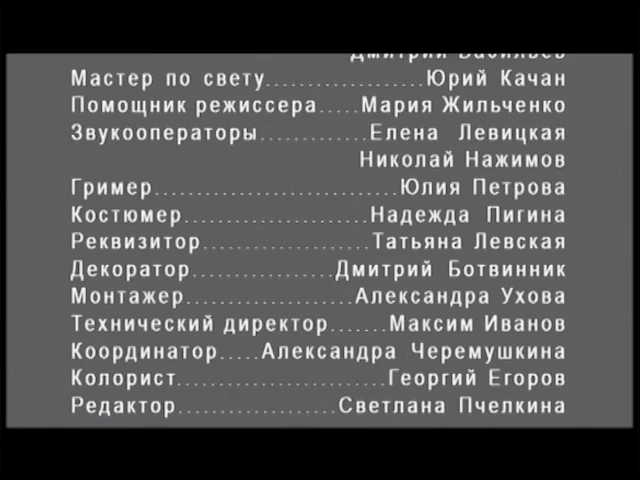 Дмитрий Васильев
Мастер по свету...................Юрий Качан
Помощник режиссера.....Мария Жильченко
Звукооператоры.............Елена Левицкая
Николай Нажимов
Гример.............................Юлия Петрова
Костюмер......................Надежда Пигина
Реквизитор....................Татьяна Левская
Декоратор.................Дмитрий Ботвинник
Монтажер....................Александра Ухова
Технический директор.......Максим Иванов
Координатор.....Александра Черемушкина
Колорист.........................Георгий Егоров
Редактор...................Светлана Пчелкина